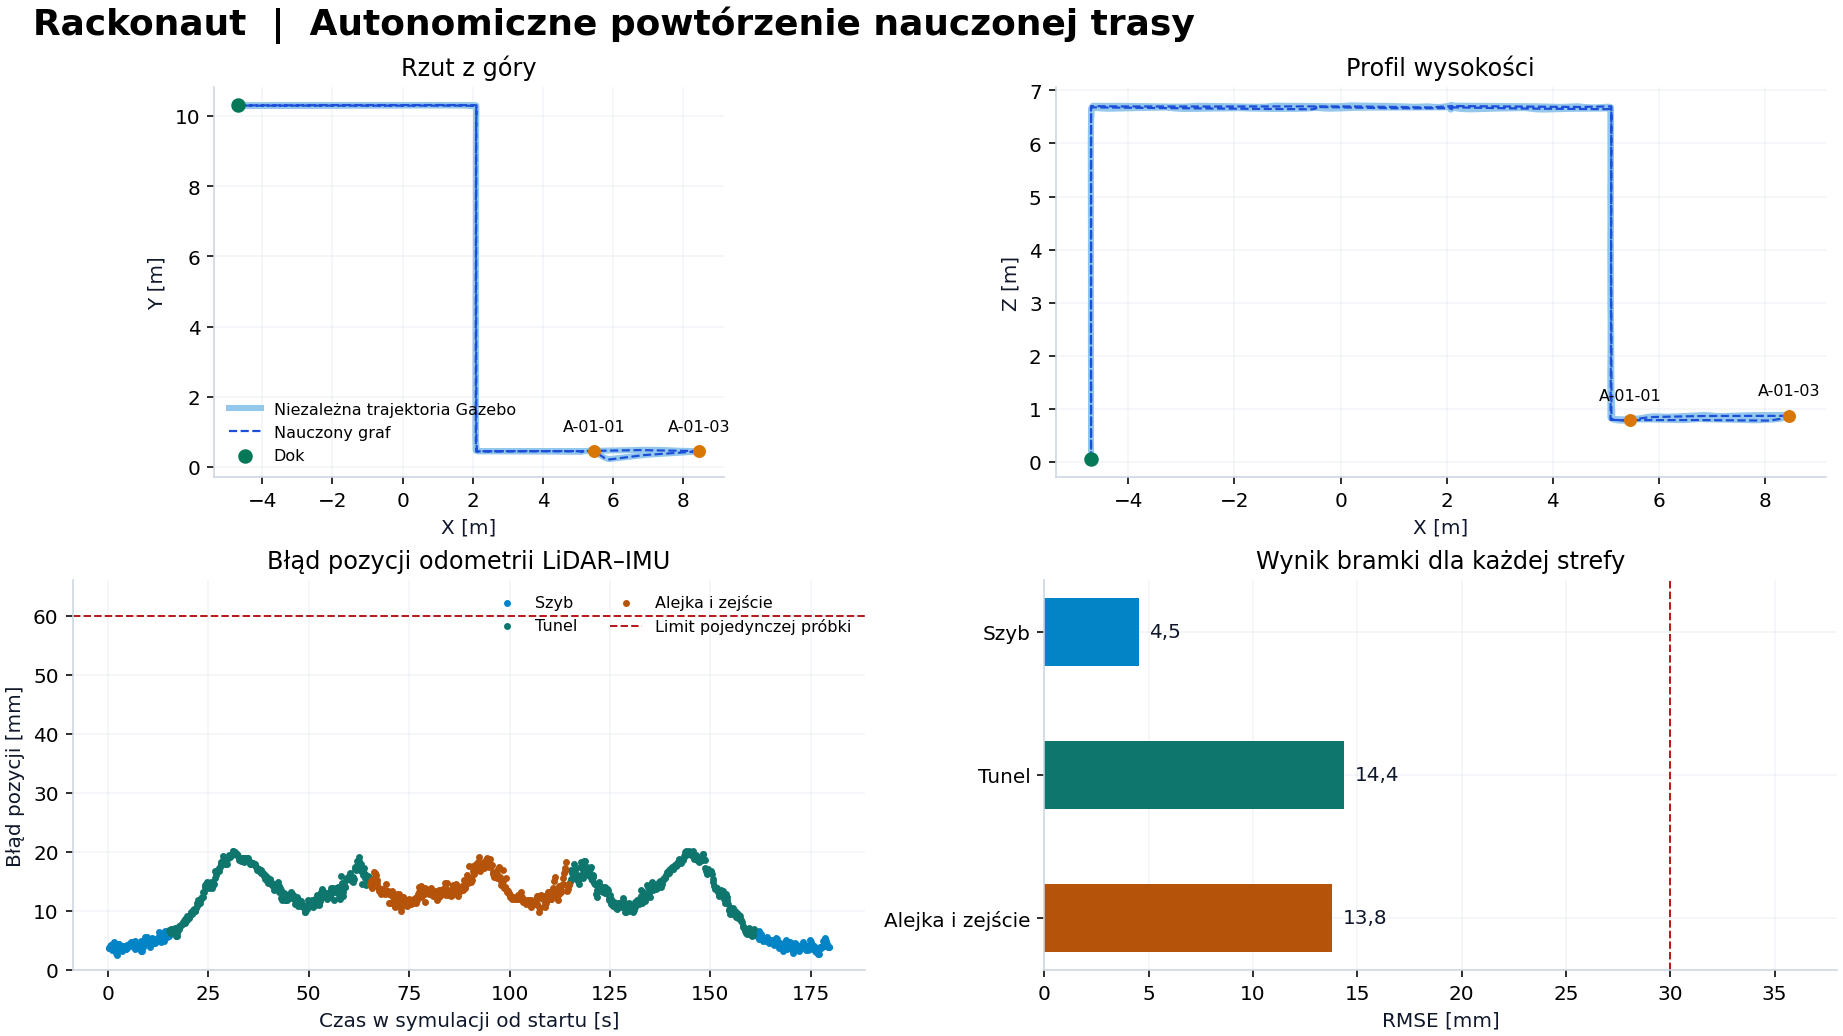 Rackonaut  |  Autonomiczne powtórzenie nauczonej trasy
Rzut z góry
Y [m]
10
8
6
4
2
0
Niezależna trajektoria Gazebo
Nauczony graf
Dok
A-01-01
A-01-03
−4
−2
0
2
4
6
8
X [m]
Profil wysokości
Z [m]
7
6
5
4
3
2
1
0
A-01-01
A-01-03
−4
−2
0
2
4
6
8
X [m]
Błąd pozycji odometrii LiDAR–IMU
Błąd pozycji [mm]
60
50
40
30
20
10
0
Szyb
Tunel
Alejka i zejście
Limit pojedynczej próbki
0
25
50
75
100
125
150
175
Czas w symulacji od startu [s]
Wynik bramki dla każdej strefy
Szyb
4,5
Tunel
14,4
Alejka i zejście
13,8
0
5
10
15
20
25
30
35
RMSE [mm]